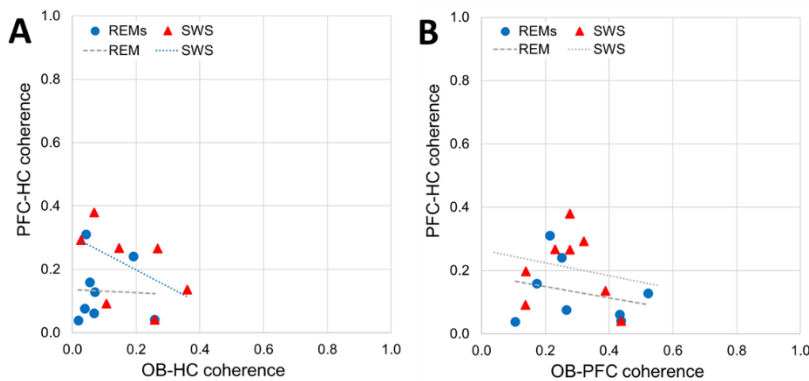 A
REMs SWS
REM SWS
PFC-HC coherence
1.0
0.8
0.6
0.4
0.2
0.0
0.0 0.2 0.4 0.6 0.8 1.0
OB-HC coherence
B
REMs SWS
REM SWS
PFC-HC coherence
1.0
0.8
0.6
0.4
0.2
0.0
0.0 0.2 0.4 0.6 0.8 1.0
OB-PFC coherence